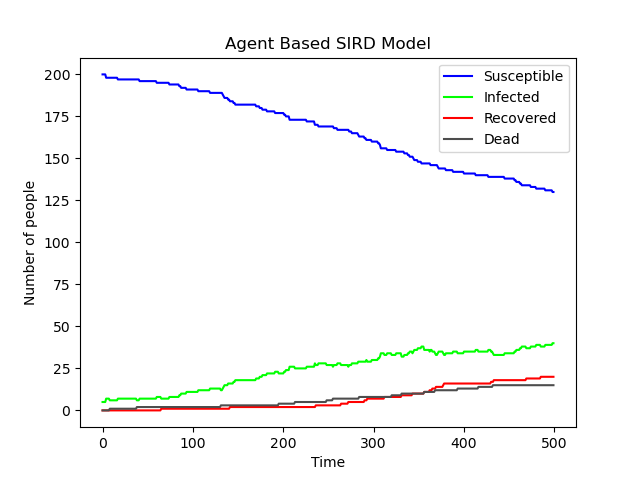 Agent Based SIRD Model
Susceptible
Infected
Recovered
Dead
Number of people
200
175
150
125
100
75
50
25
0
0 100 200 300 400 500
Time